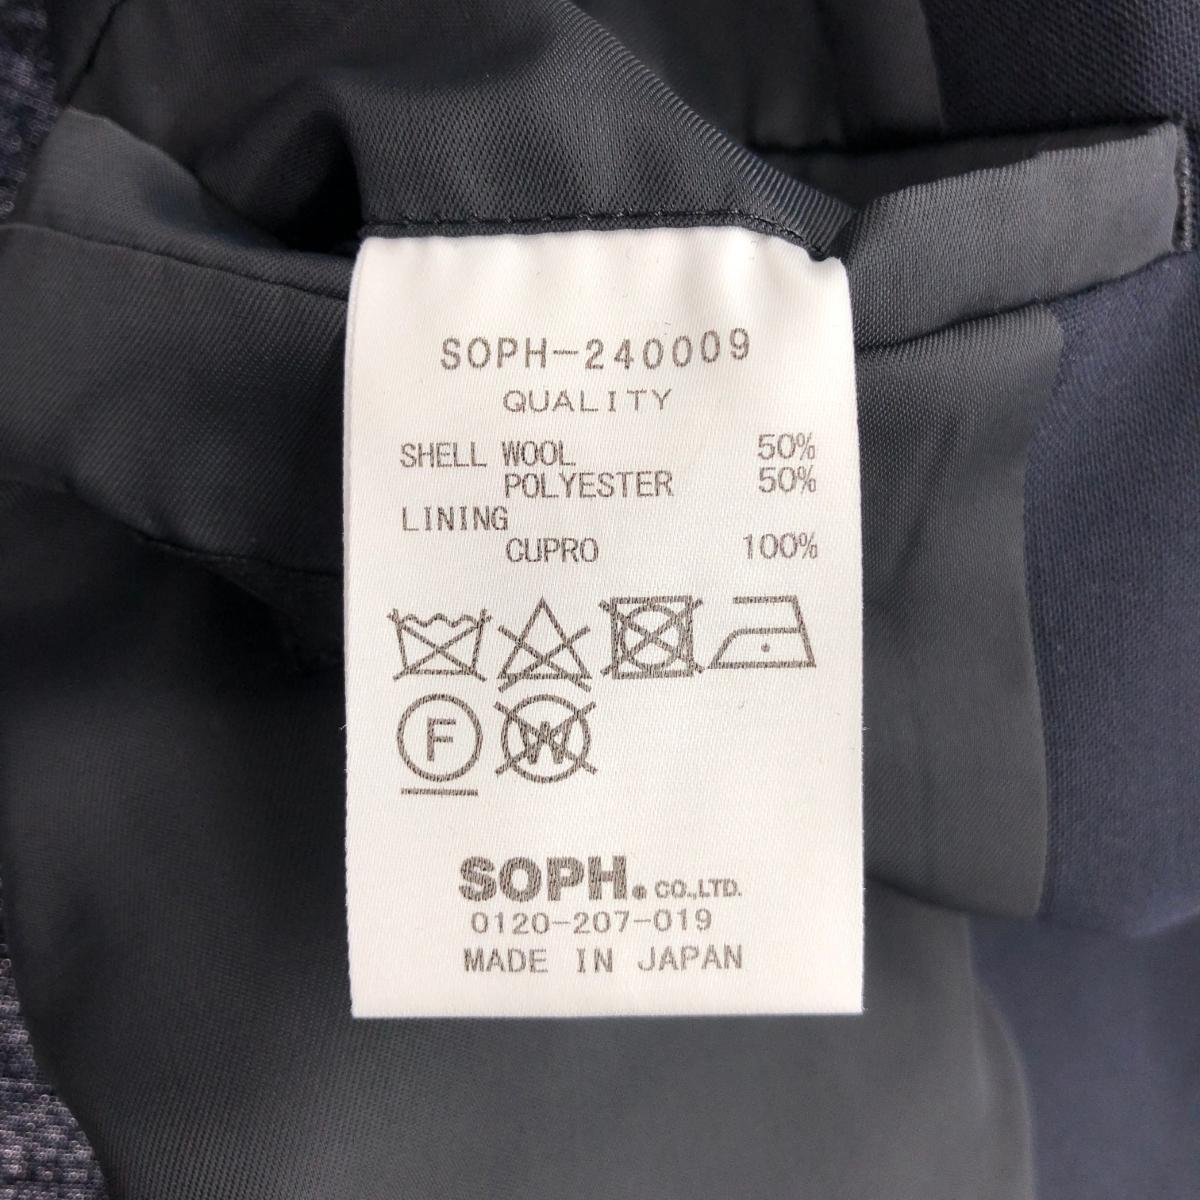 SOPH-240009
QUALITY
SHELL WOOL 50%
POLYESTER 50%
LINING
CUPRO 100%
F W
SOPH. CO.,LTD.
0120-207-019
MADE IN JAPAN